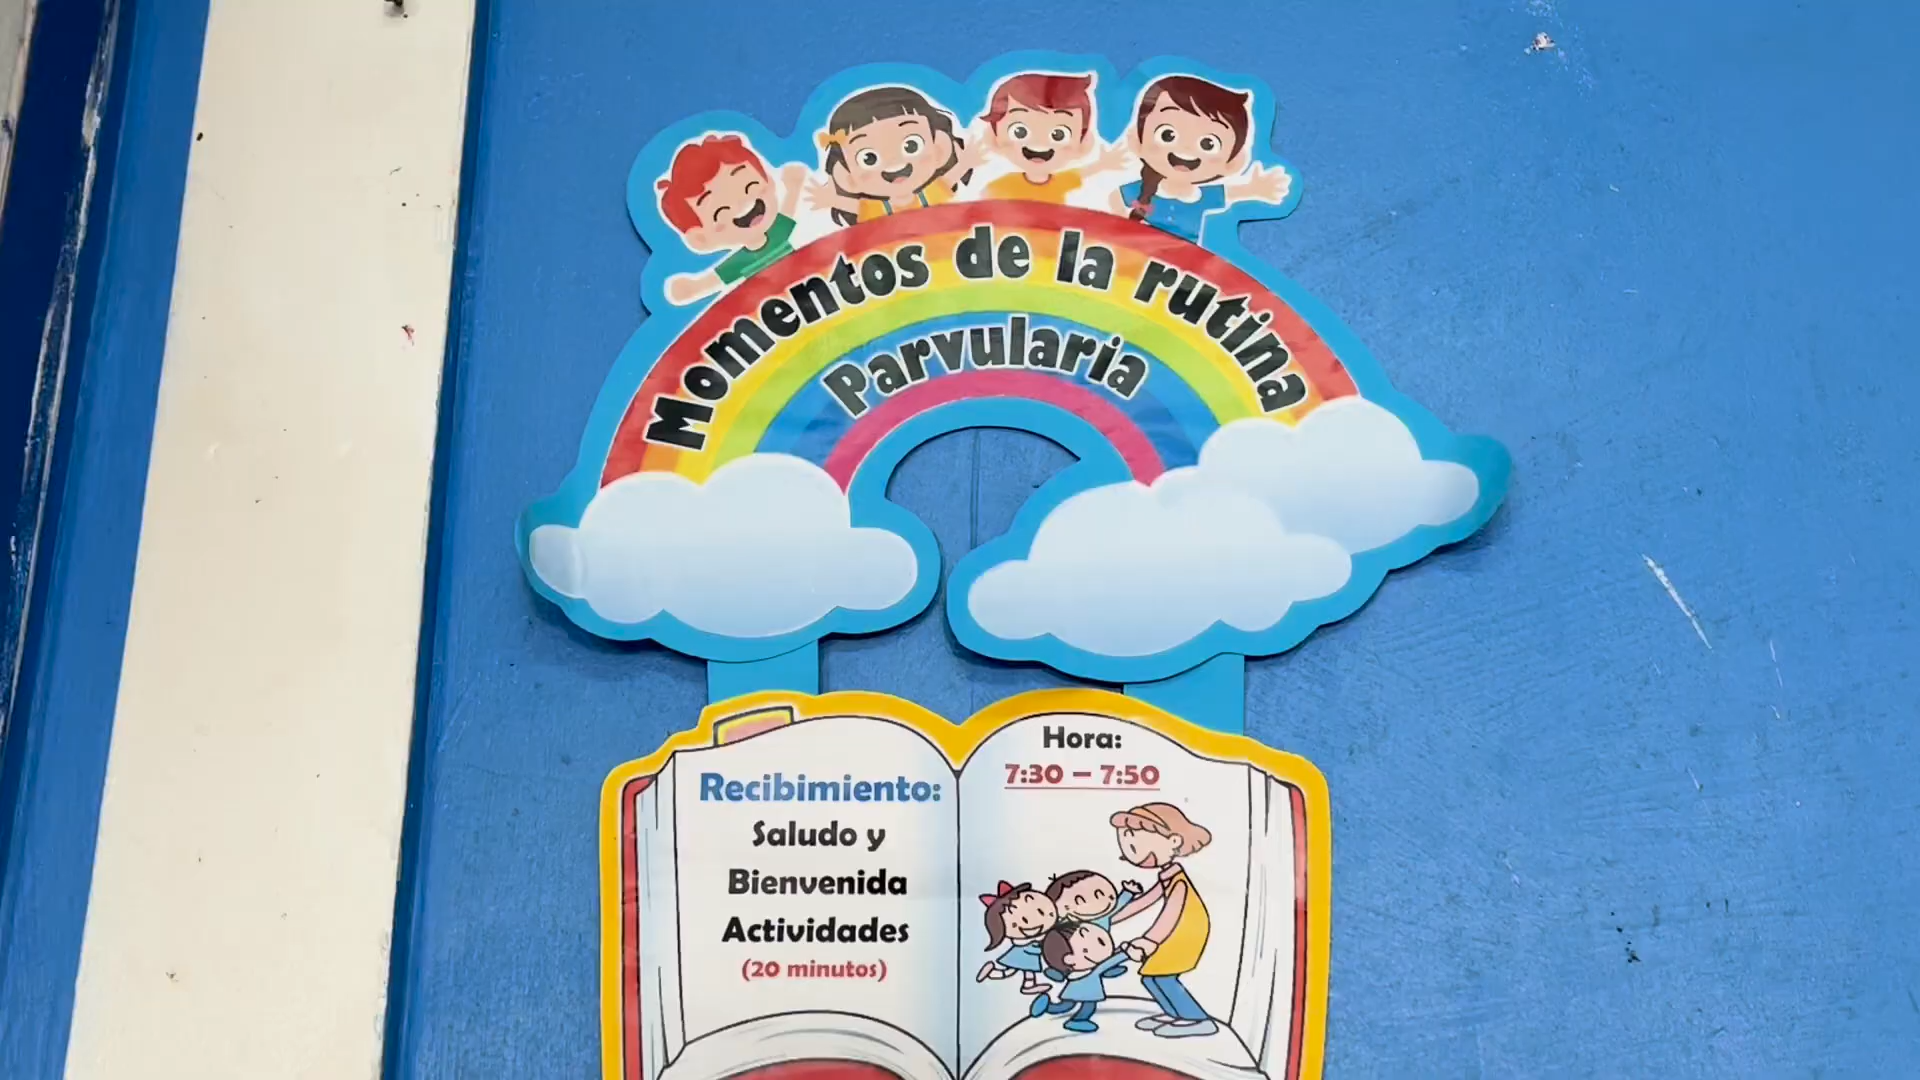 Momentos de la rutina
Parvularia
Recibimiento:
Saludo y
Bienvenida
Actividades
(20 minutos)
Hora:
7:30 – 7:50